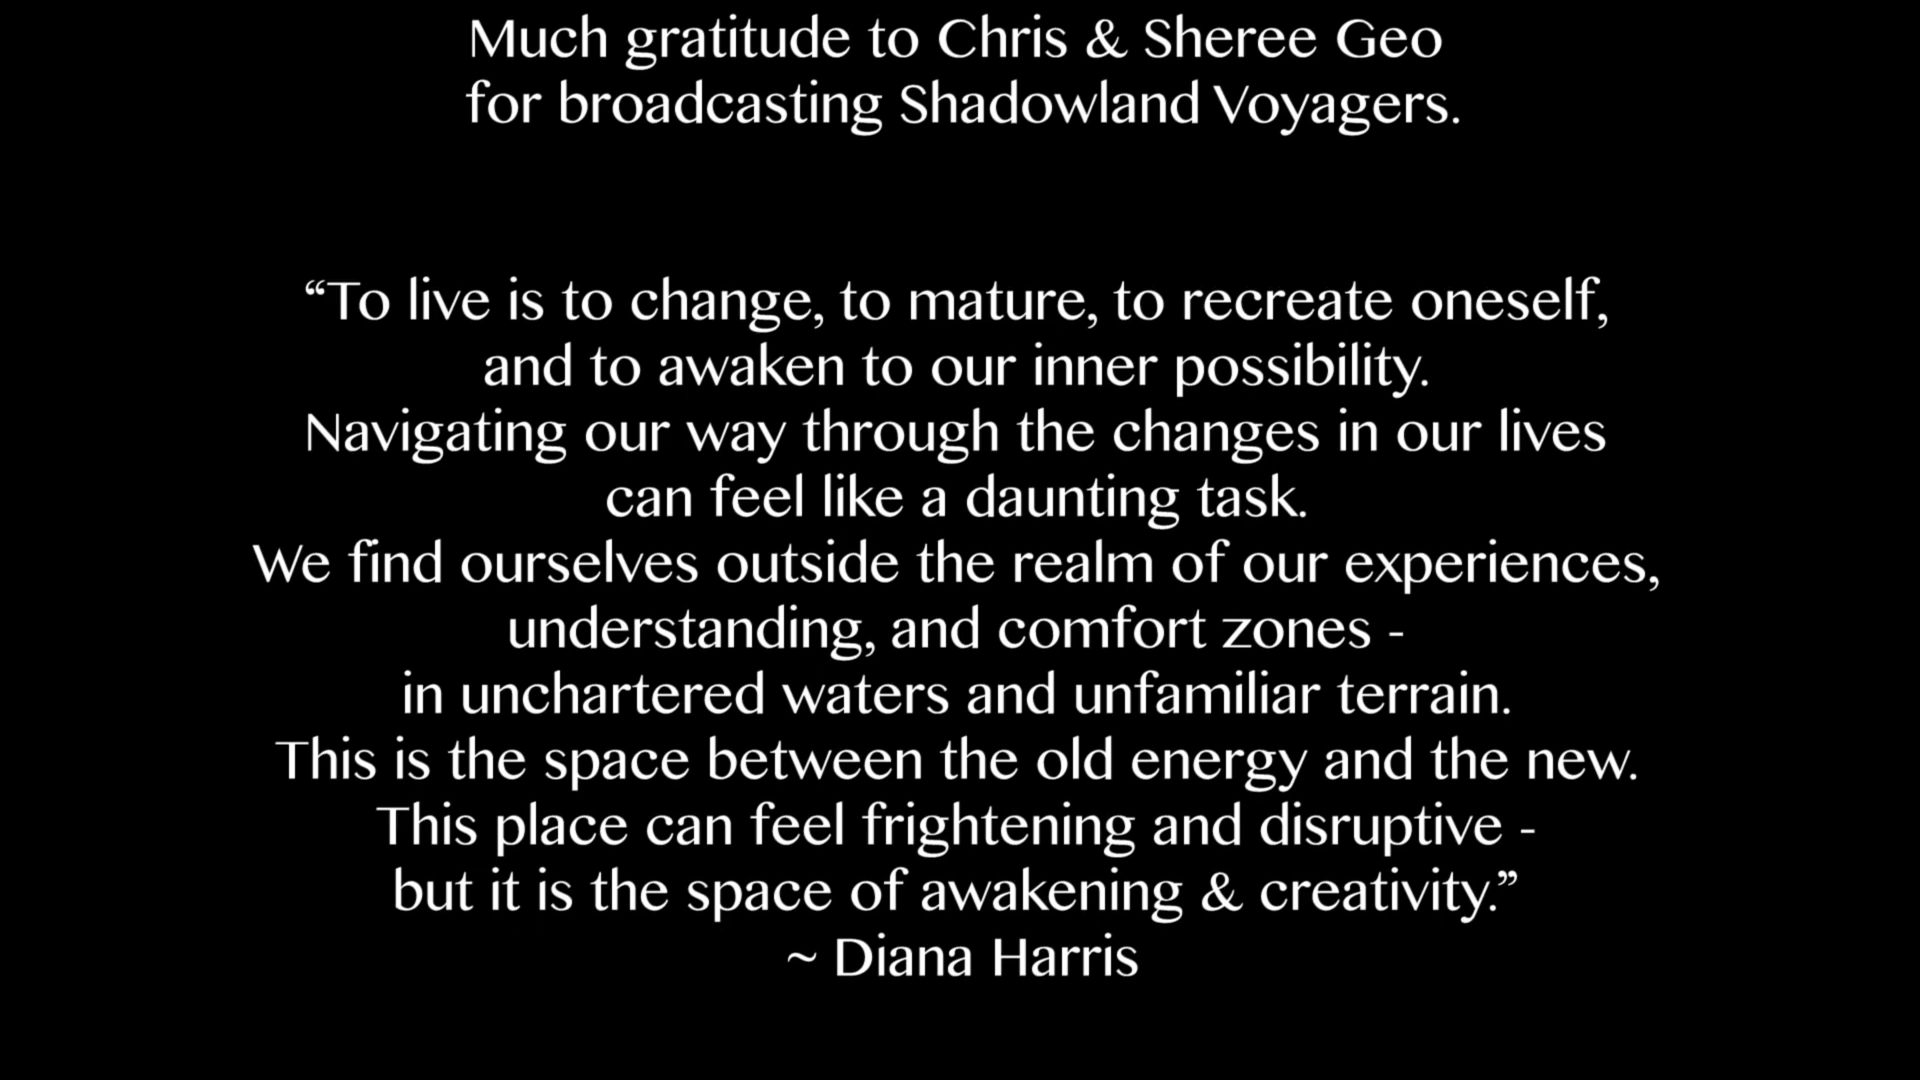 Much gratitude to Chris & Sheree Geo
for broadcasting Shadowland Voyagers.
“To live is to change, to mature, to recreate oneself,
and to awaken to our inner possibility.
Navigating our way through the changes in our lives
can feel like a daunting task.
We find ourselves outside the realm of our experiences,
understanding, and comfort zones -
in unchartered waters and unfamiliar terrain.
This is the space between the old energy and the new.
This place can feel frightening and disruptive -
but it is the space of awakening & creativity.”
~ Diana Harris